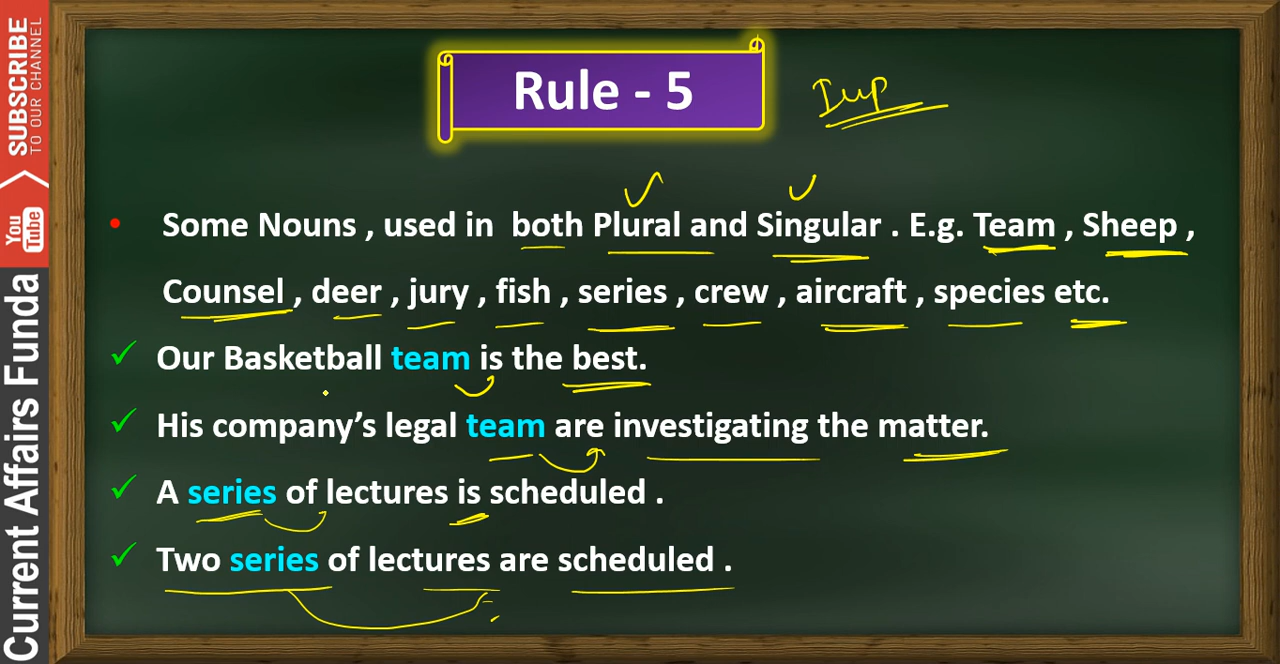 SUBSCRIBE
TO OUR CHANNEL
You
Tube
Current Affairs Funda
Rule - 5
Imp
• Some Nouns , used in both Plural and Singular . E.g. Team , Sheep ,
Counsel , deer , jury , fish , series , crew , aircraft , species etc.
✓ Our Basketball team is the best.
✓ His company’s legal team are investigating the matter.
✓ A series of lectures is scheduled .
✓ Two series of lectures are scheduled .